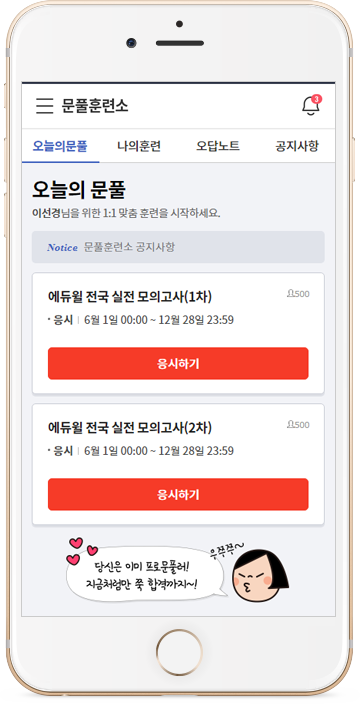 문풀훈련소
3
오늘의문풀 나의훈련 오답노트 공지사항
오늘의 문풀
이선경님을 위한 1:1 맞춤 훈련을 시작하세요.
Notice 문풀훈련소 공지사항
에듀윌 전국 실전 모의고사(1차) 500
· 응시 | 6월 1일 00:00 ~ 12월 28일 23:59
응시하기
에듀윌 전국 실전 모의고사(2차) 500
· 응시 | 6월 1일 00:00 ~ 12월 28일 23:59
응시하기
우쭈쭈~
당신은 이미 프로문풀러!
지금처럼만 쭉 합격까지~!